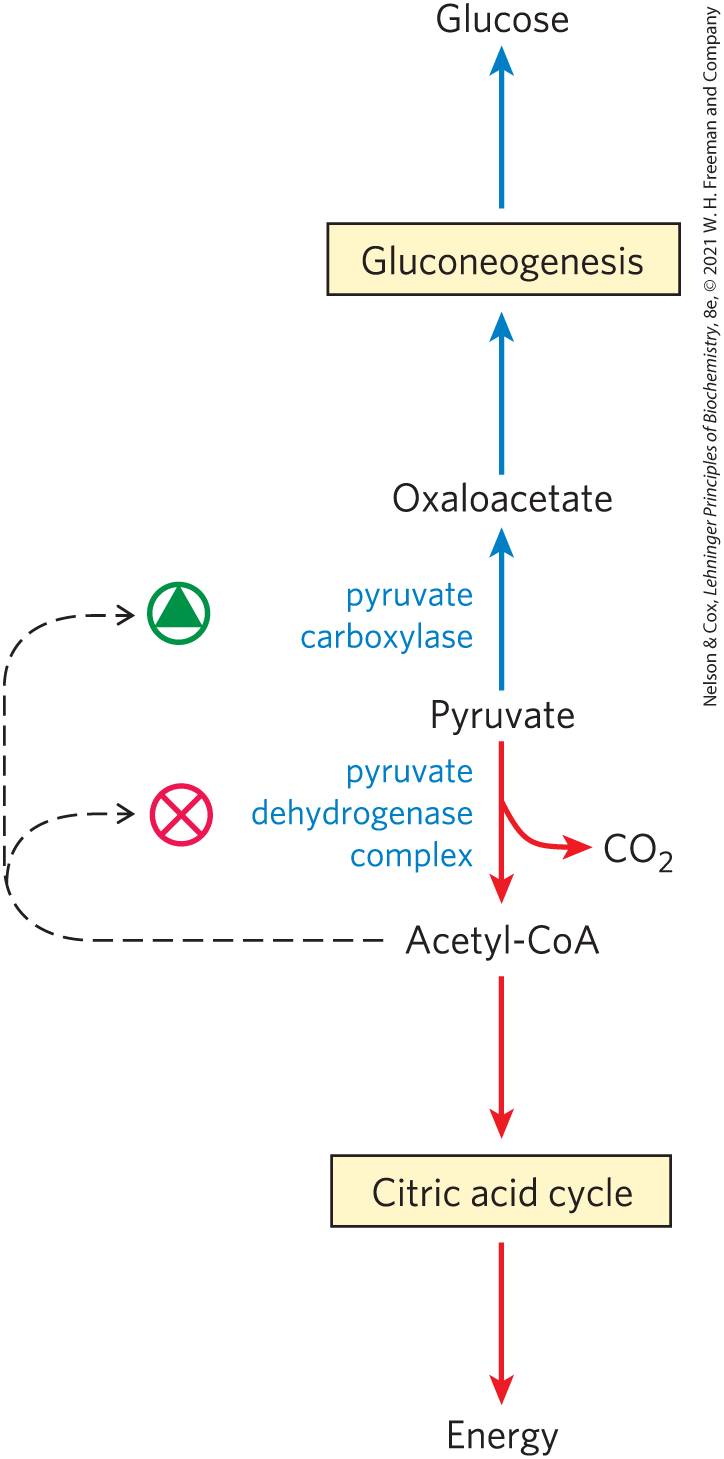 Glucose
Gluconeogenesis
Oxaloacetate
pyruvate
carboxylase
Pyruvate
pyruvate
dehydrogenase
complex
CO₂
Acetyl-CoA
Citric acid cycle
Energy
Nelson & Cox, Lehninger Principles of Biochemistry, 8e, © 2021 W. H. Freeman and Company